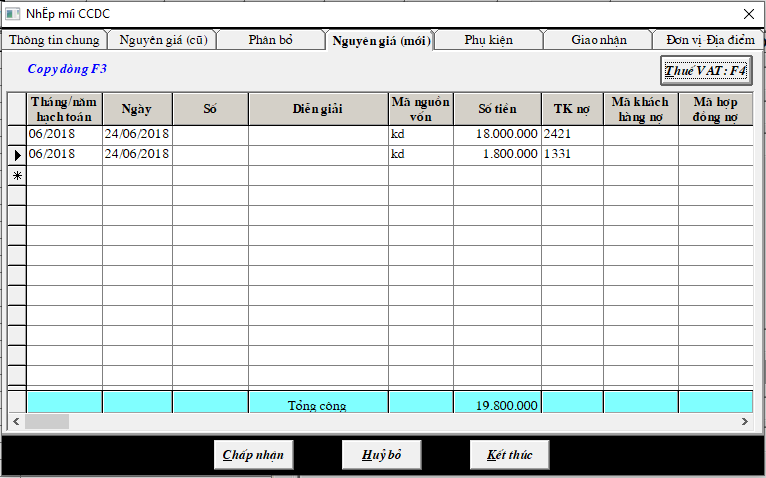 NhËp míi CCDC
Thông tin chung Nguyên giá (cũ) Phân bổ Nguyên giá (mới) Phụ kiện Giao nhận Đơn vị-Địa điểm
Copy dòng F3
Thuế VAT: F4
Tháng/năm hạch toán Ngày Số Diễn giải Mã nguồn vốn Số tiền TK nợ Mã khách hàng nợ Mã hợp đồng nợ
06/2018 24/06/2018 kd 18.000.000 2421
06/2018 24/06/2018 kd 1.800.000 1331
Tổng cộng 19.800.000
Chấp nhận Huỷ bỏ Kết thúc